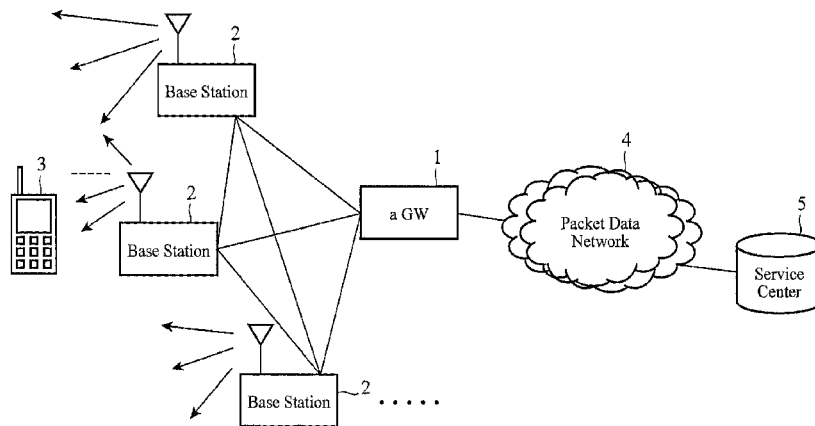 2
Base Station
3
2
Base Station
1
a GW
4
Packet Data
Network
5
Service
Center
Base Station
2